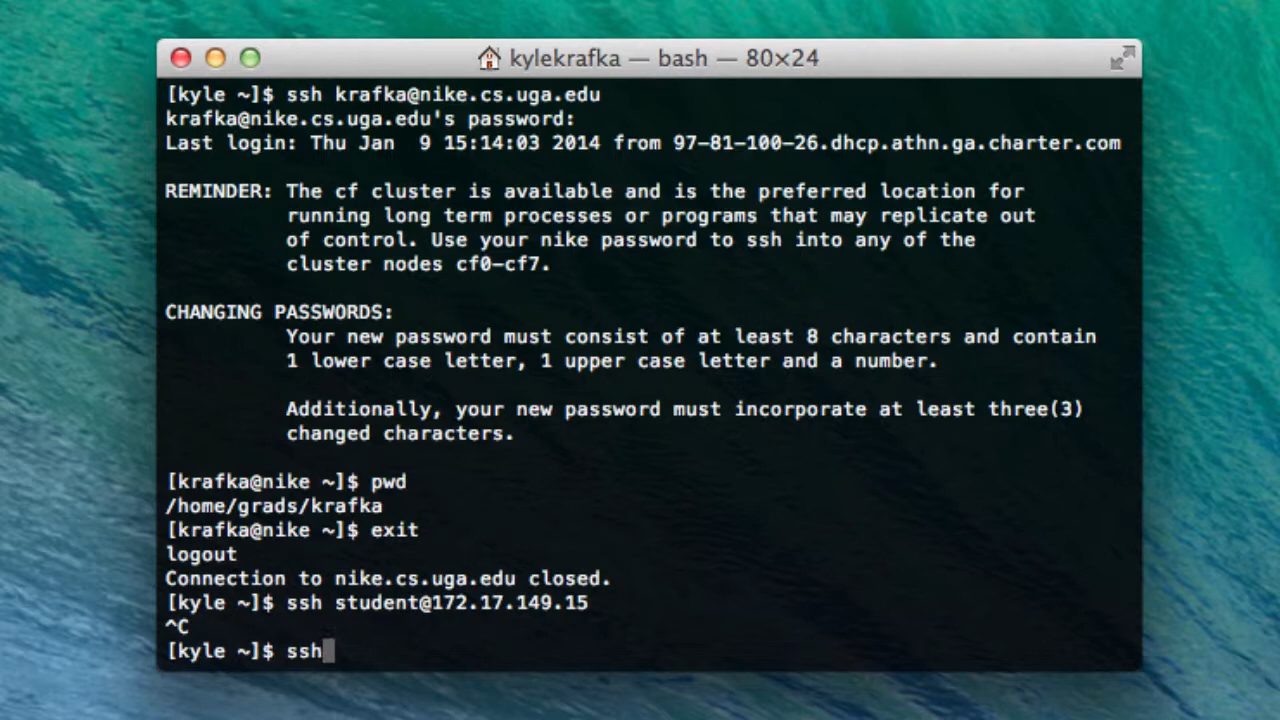 kylekrafka — bash — 80×24
[kyle ~]$ ssh krafka@nike.cs.uga.edu
krafka@nike.cs.uga.edu's password:
Last login: Thu Jan  9 15:14:03 2014 from 97-81-100-26.dhcp.athn.ga.charter.com
REMINDER: The cf cluster is available and is the preferred location for
running long term processes or programs that may replicate out
of control. Use your nike password to ssh into any of the
cluster nodes cf0-cf7.
CHANGING PASSWORDS:
Your new password must consist of at least 8 characters and contain
1 lower case letter, 1 upper case letter and a number.
Additionally, your new password must incorporate at least three(3)
changed characters.
[krafka@nike ~]$ pwd
/home/grads/krafka
[krafka@nike ~]$ exit
logout
Connection to nike.cs.uga.edu closed.
[kyle ~]$ ssh student@172.17.149.15
^C
[kyle ~]$ ssh